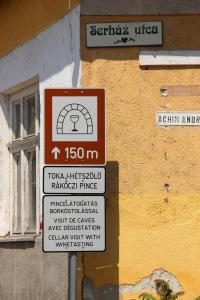 Serház utca
ACHIM ANDR
150 m
TOKAJ-HÉTSZŐLŐ
RÁKÓCZI PINCE
PINCELÁTOGATÁS
BORKÓSTOLÁSSAL
VISIT DE CAVES
AVEC DÉGUSTATION
CELLAR VISIT WITH
WINETASTING